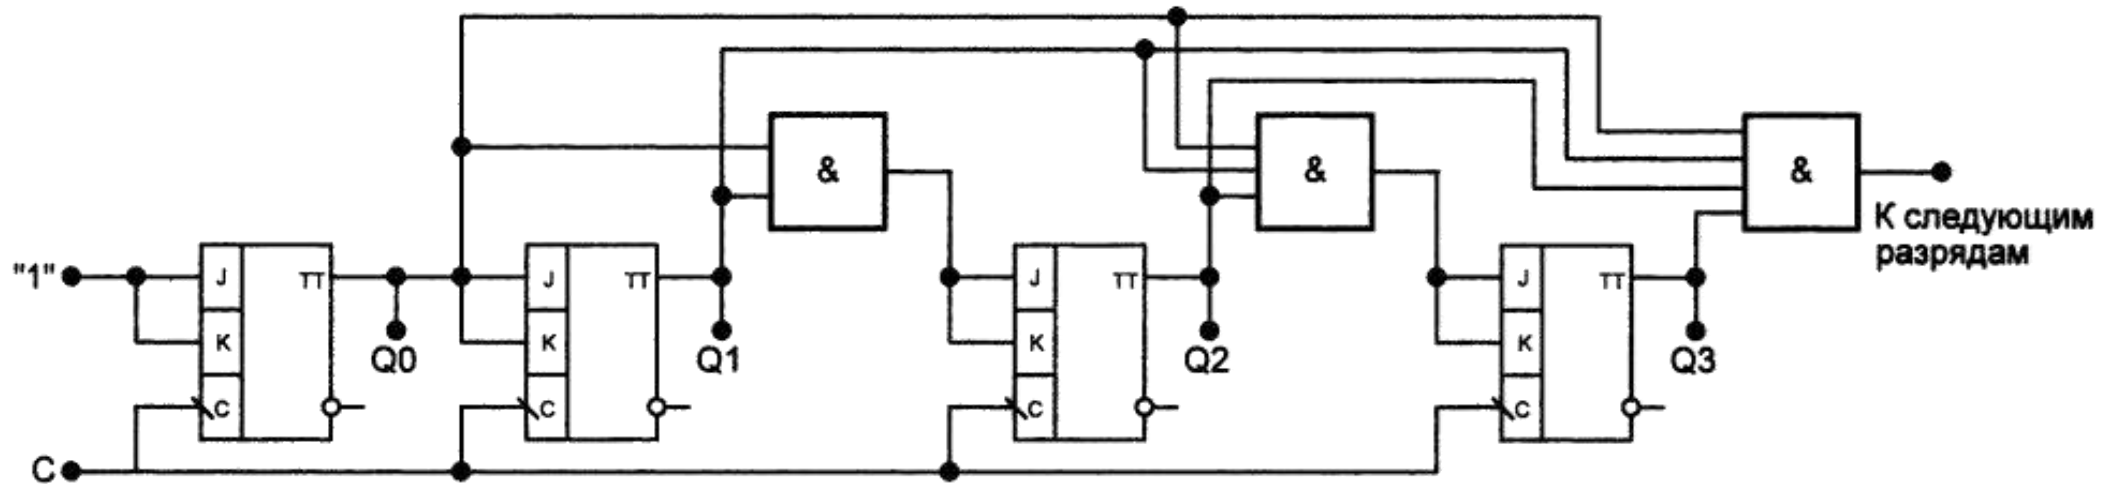 & & &
К следующим
разрядам
"1" J TT J TT J TT J TT
K K K K
Q0 Q1 Q2 Q3
C C C C
C